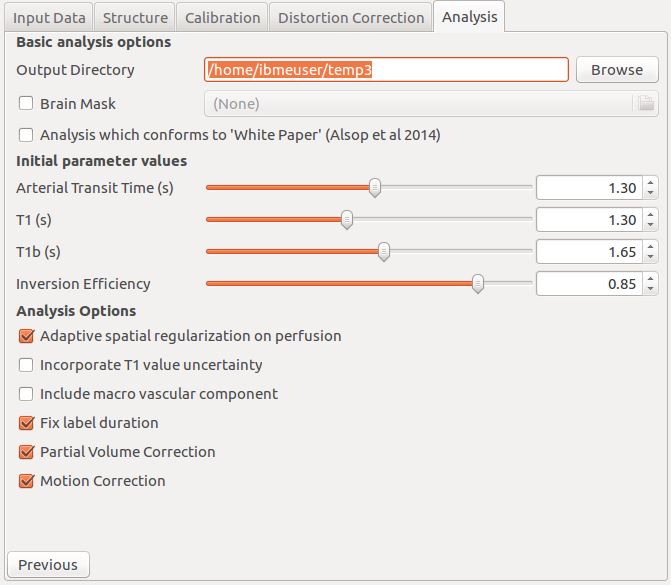 Input Data Structure Calibration Distortion Correction Analysis
Basic analysis options
Output Directory /home/ibmeuser/temp3 Browse
Brain Mask (None)
Analysis which conforms to 'White Paper' (Alsop et al 2014)
Initial parameter values
Arterial Transit Time (s) 1.30
T1 (s) 1.30
T1b (s) 1.65
Inversion Efficiency 0.85
Analysis Options
Adaptive spatial regularization on perfusion
Incorporate T1 value uncertainty
Include macro vascular component
Fix label duration
Partial Volume Correction
Motion Correction
Previous